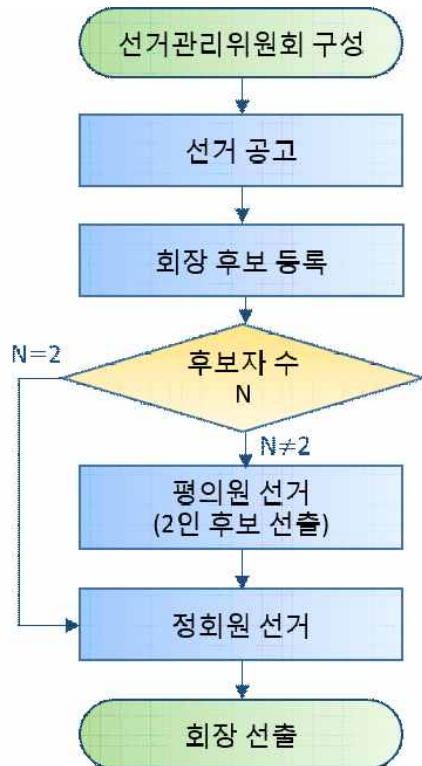 선거관리위원회 구성
선거 공고
회장 후보 등록
N=2
후보자 수
N
N≠2
평의원 선거
(2인 후보 선출)
정회원 선거
회장 선출